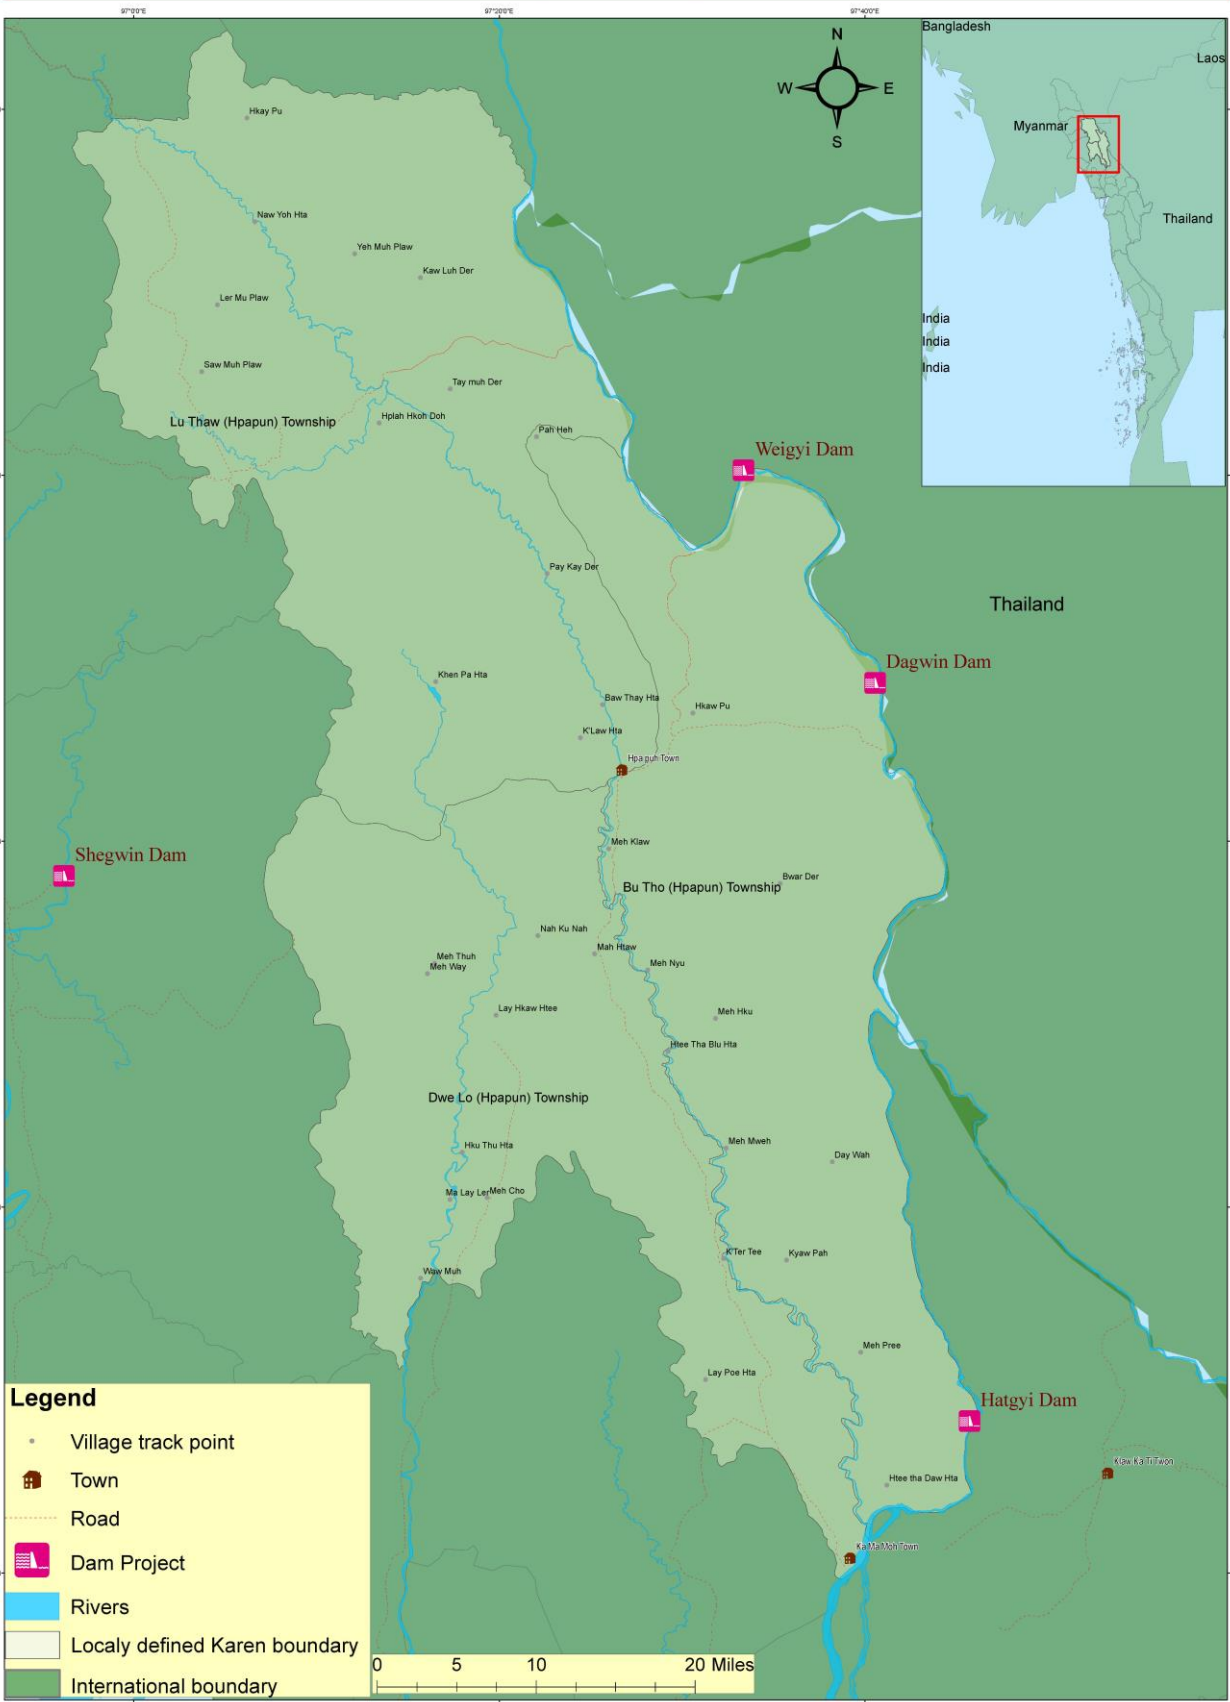 97°0'0"E
97°20'0"E
97°40'0"E
Bangladesh
N
Laos
W
E
S
Hkay Pu
Myanmar
Naw Yoh Hta
Thailand
Yeh Muh Plaw
Kaw Luh Der
Ler Mu Plaw
India
India
India
Saw Muh Plaw
Tay muh Der
Lu Thaw (Hpapun) Township
Hplah Hkoh Doh
Pah Heh
Weigyi Dam
Pay Kay Der
Thailand
Dagwin Dam
Khen Pa Hta
Baw Thay Hta
Hkaw Pu
K'Law Hta
Hpa puh Town
Meh Klaw
Shegwin Dam
Bwar Der
Bu Tho (Hpapun) Township
Nah Ku Nah
Mah Htaw
Meh Thuh
Meh Way
Meh Nyu
Lay Hkaw Htee
Meh Hku
Htee Tha Blu Hta
Dwe Lo (Hpapun) Township
Meh Mweh
Hku Thu Hta
Day Wah
Ma Lay Ler
Meh Cho
K'Ter Tee
Kyaw Pah
Waw Muh
Meh Pree
Lay Poe Hta
Hatgyi Dam
Klaw Ka Ti Twon
Htee tha Daw Hta
Ka Ma Moh Town
Legend
Village track point
Town
Road
Dam Project
Rivers
Localy defined Karen boundary
International boundary
0 5 10 20 Miles